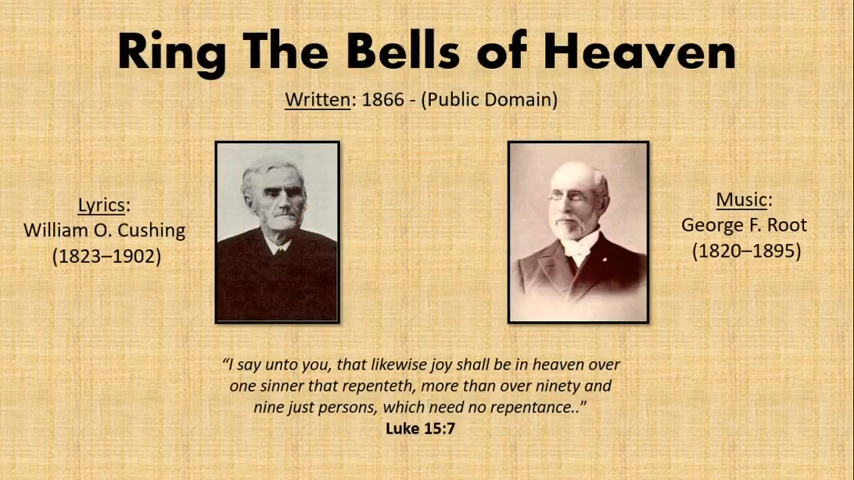 Ring The Bells of Heaven
Written: 1866 - (Public Domain)
Lyrics:
William O. Cushing
(1823–1902)
Music:
George F. Root
(1820–1895)
“I say unto you, that likewise joy shall be in heaven over
one sinner that repenteth, more than over ninety and
nine just persons, which need no repentance..”
Luke 15:7